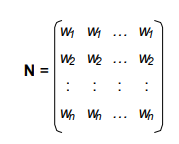 w1 w1 ... w1
w2 w2 ... w2
N =
: : : :
wn wn ... wn